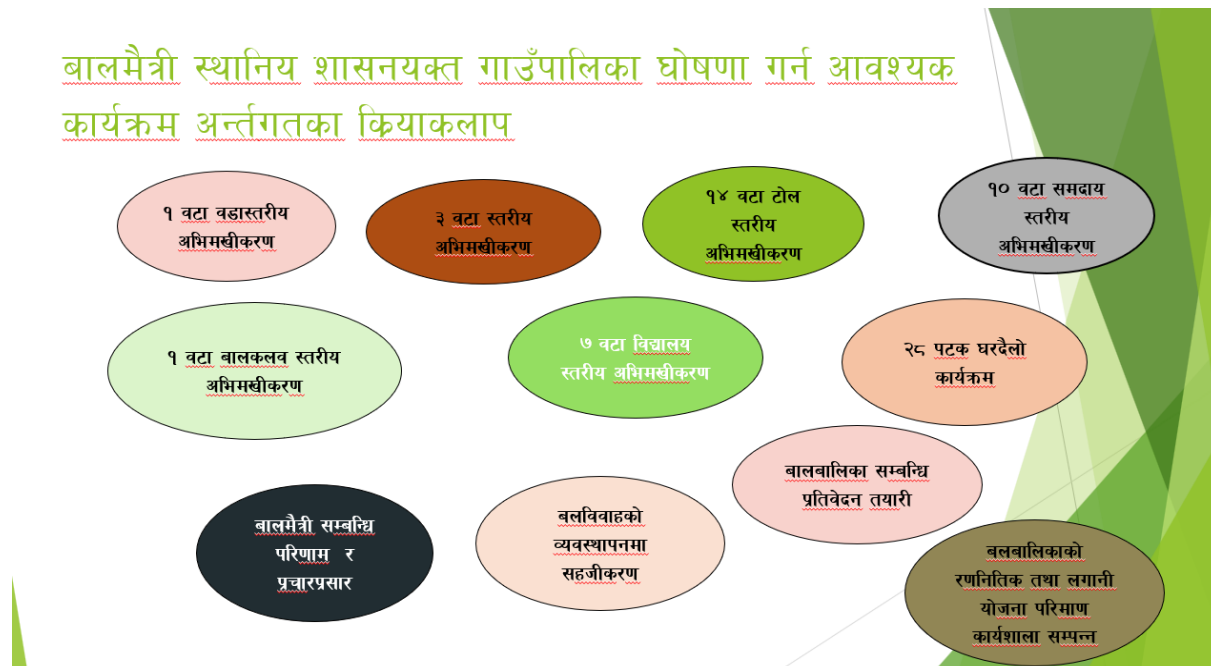 बालमैत्री स्थानिय शासनयक्त गाउँपालिका घोषणा गर्न आवश्यक
कार्यक्रम अर्न्तगतका क्रियाकलाप
१ वटा वडास्तरीय
अभिमखीकरण
३ वटा स्तरीय
अभिमखीकरण
१४ वटा टोल
स्तरीय
अभिमखीकरण
१० वटा समदाय
स्तरीय
अभिमखीकरण
१ वटा बालकलव स्तरीय
अभिमखीकरण
७ वटा विद्यालय
स्तरीय अभिमखीकरण
२८ पटक घरदैलो
कार्यक्रम
बालमैत्री सम्बन्धि
परिणाम र
प्रचारप्रसार
बलविवाहको
व्यवस्थापनमा
सहजीकरण
बालबालिका सम्बन्धि
प्रतिवेदन तयारी
बलबालिकाको
रणनितिक तथा लगानी
योजना परिमाण
कार्यशाला सम्पन्न